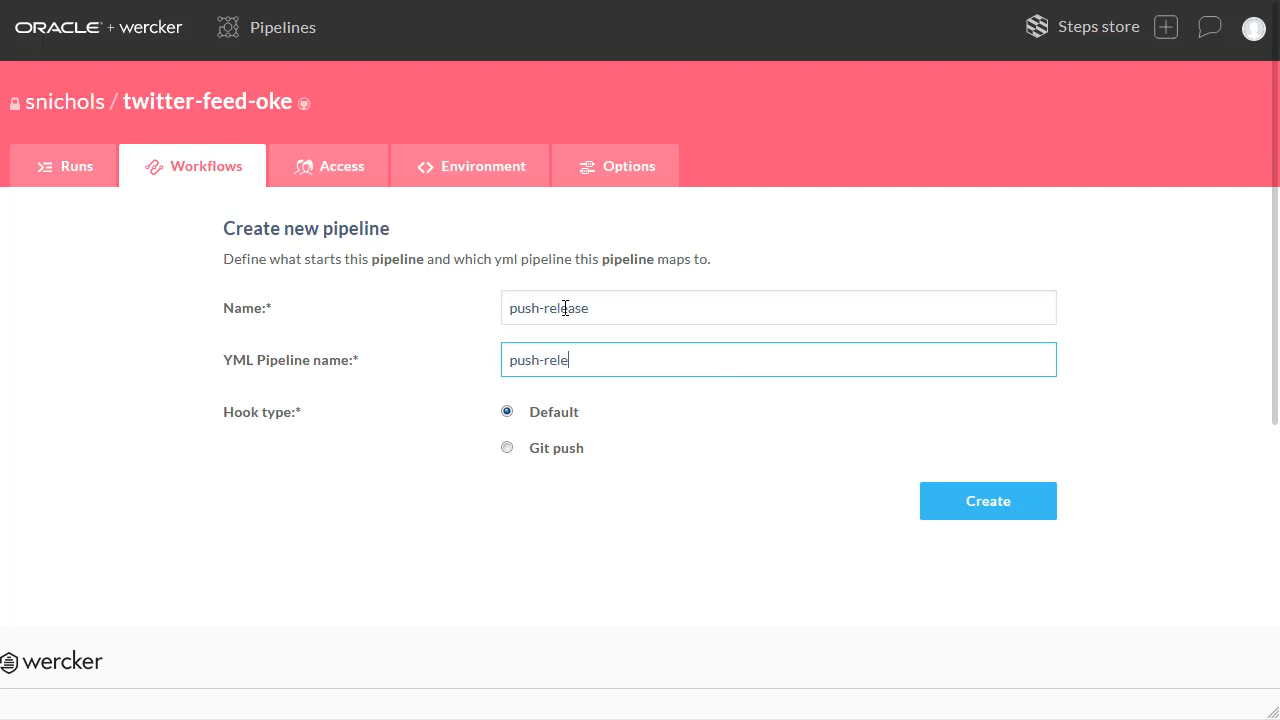 ORACLE + wercker Pipelines Steps store
snichols / twitter-feed-oke
Runs Workflows Access Environment Options
Create new pipeline
Define what starts this pipeline and which yml pipeline this pipeline maps to.
Name:* push-release
YML Pipeline name:* push-rele
Hook type:* Default
Git push
Create
wercker